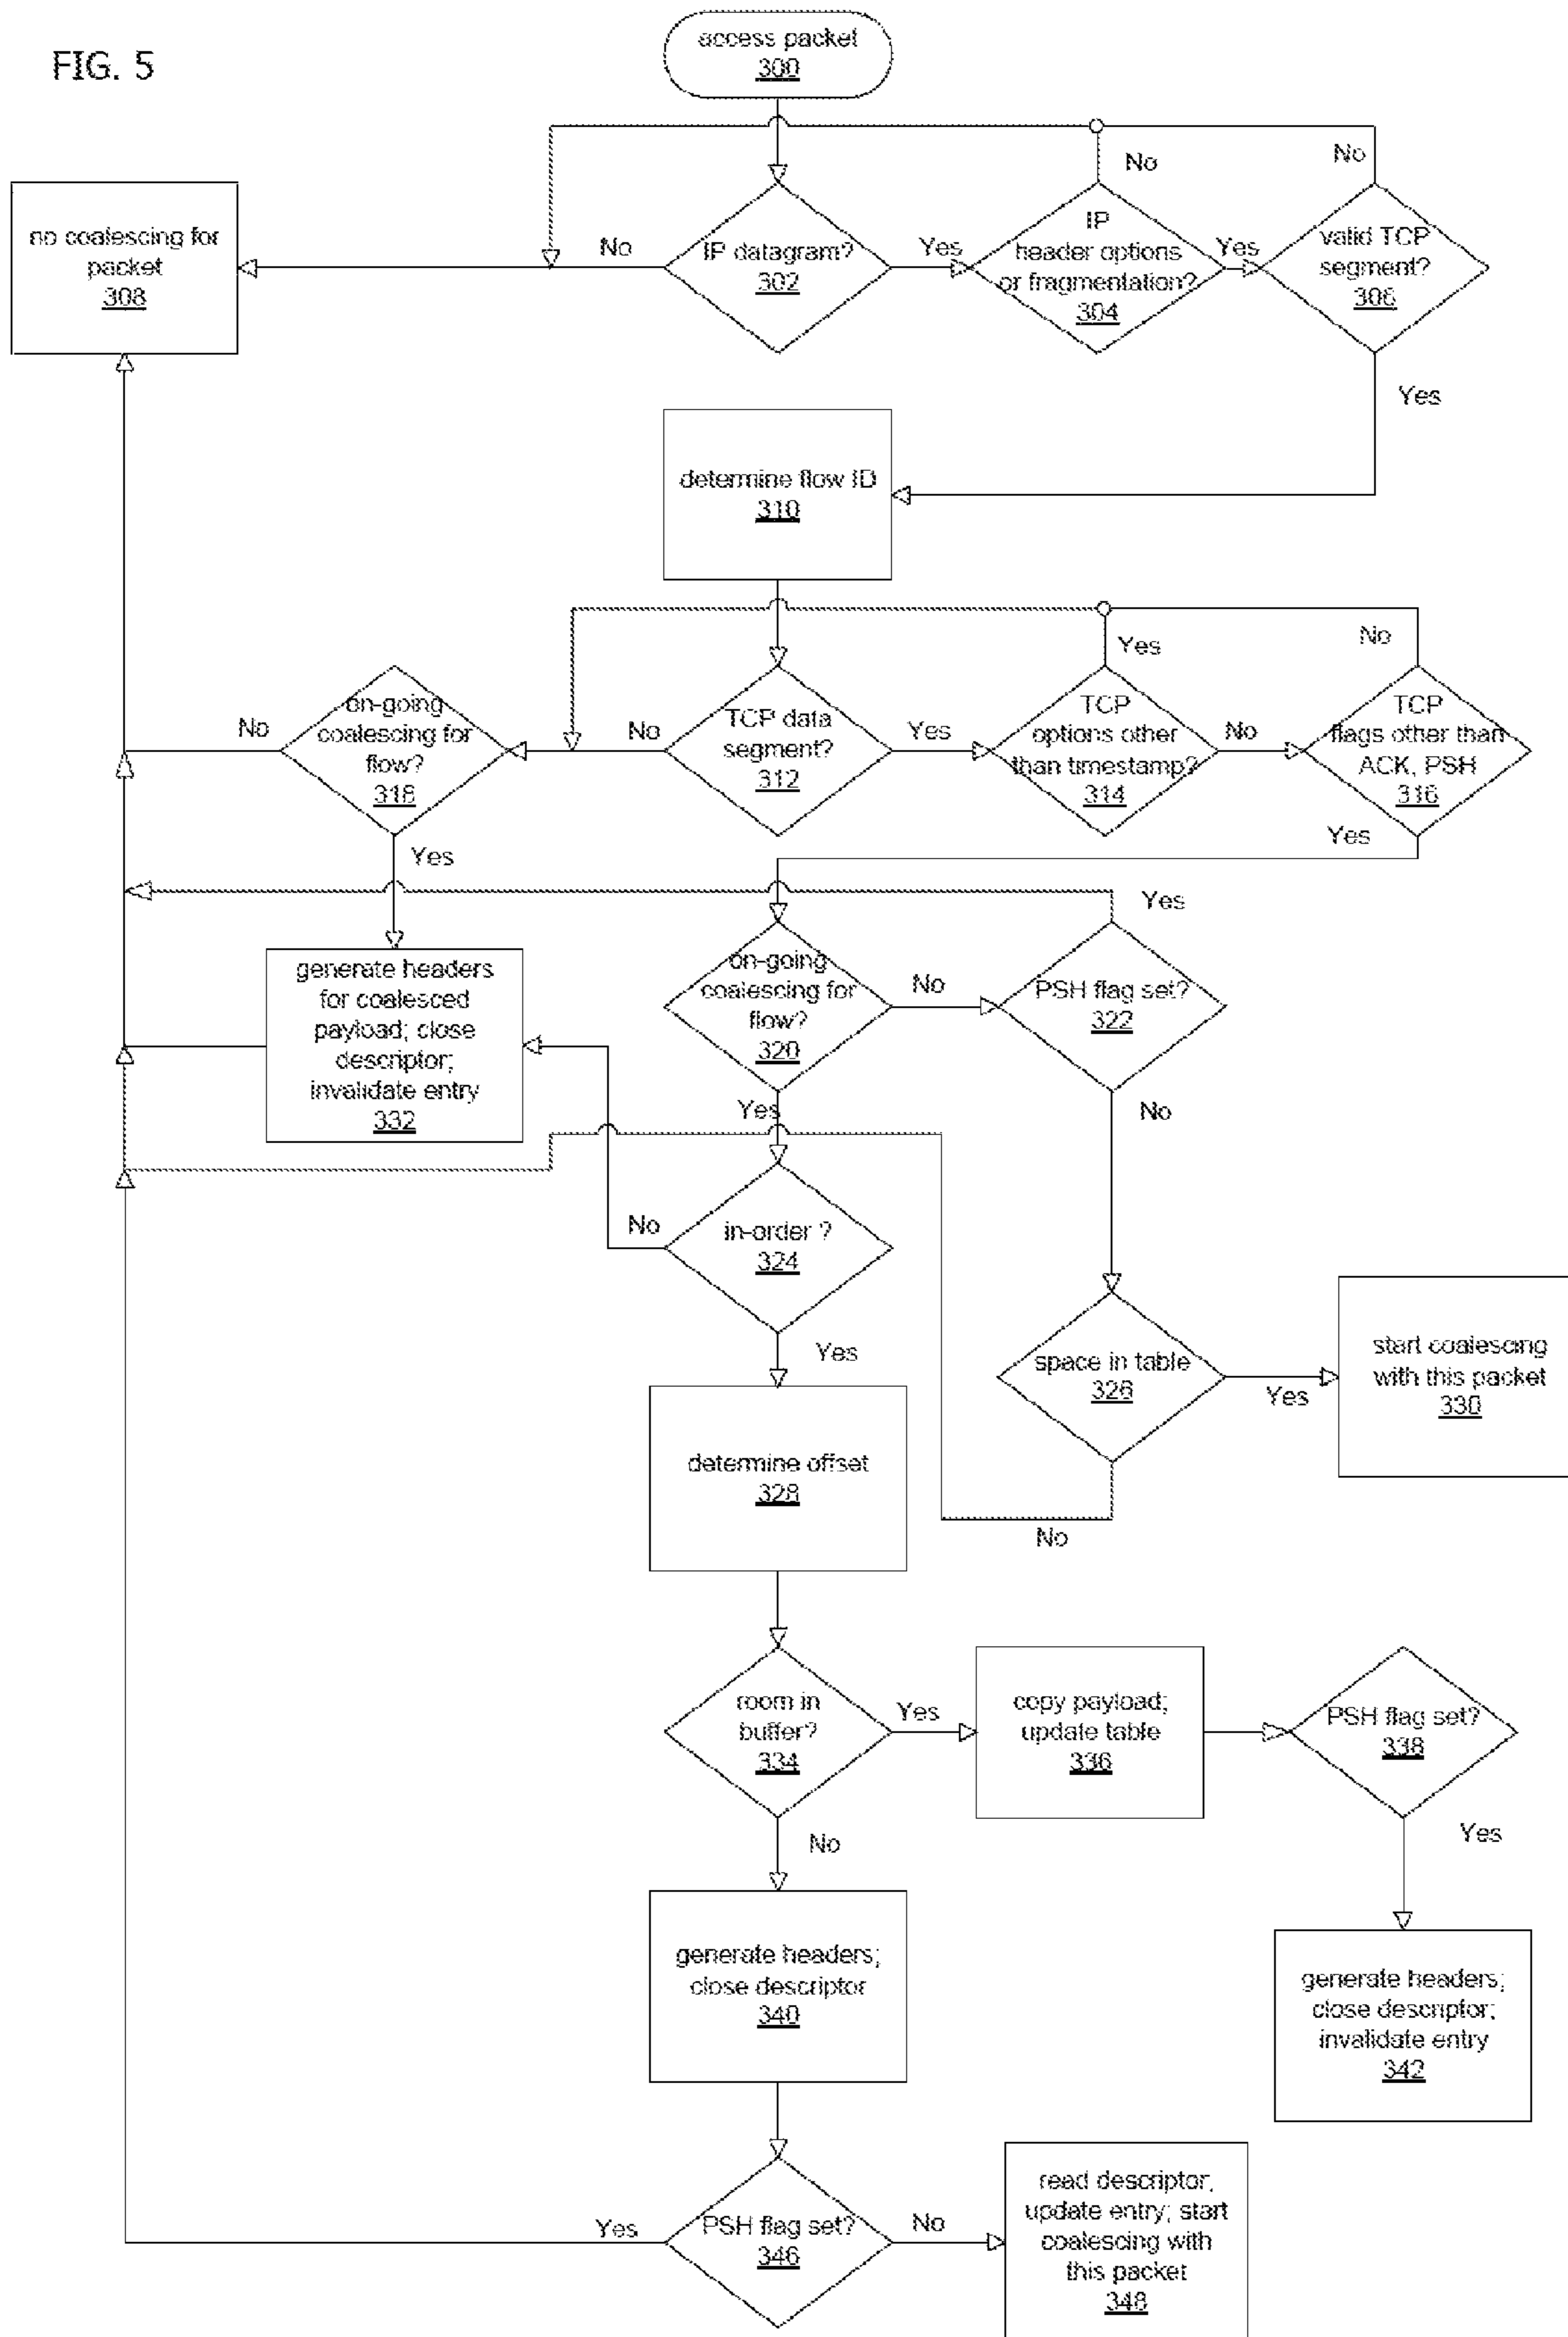 FIG. 5
access packet
300
No
No
no coalescing for
packet
308
No
IP datagram?
302
Yes
IP
header options
or fragmentation?
304
Yes
valid TCP
segment?
306
Yes
determine flow ID
310
Yes
No
No
on-going
coalescing for
flow?
318
No
TCP data
segment?
312
Yes
TCP
options other
than timestamp?
314
No
TCP
flags other than
ACK, PSH
316
Yes
Yes
Yes
generate headers
for coalesced
payload; close
descriptor;
invalidate entry
332
on-going
coalescing for
flow?
320
No
PSH flag set?
322
Yes
No
No
in-order ?
324
Yes
space in table
326
Yes
start coalescing
with this packet
330
determine offset
328
No
room in
buffer?
334
Yes
copy payload;
update table
336
PSH flag set?
338
No
Yes
generate headers;
close descriptor
340
generate headers;
close descriptor;
invalidate entry
342
Yes
PSH flag set?
346
No
read descriptor,
update entry; start
coalescing with
this packet
348